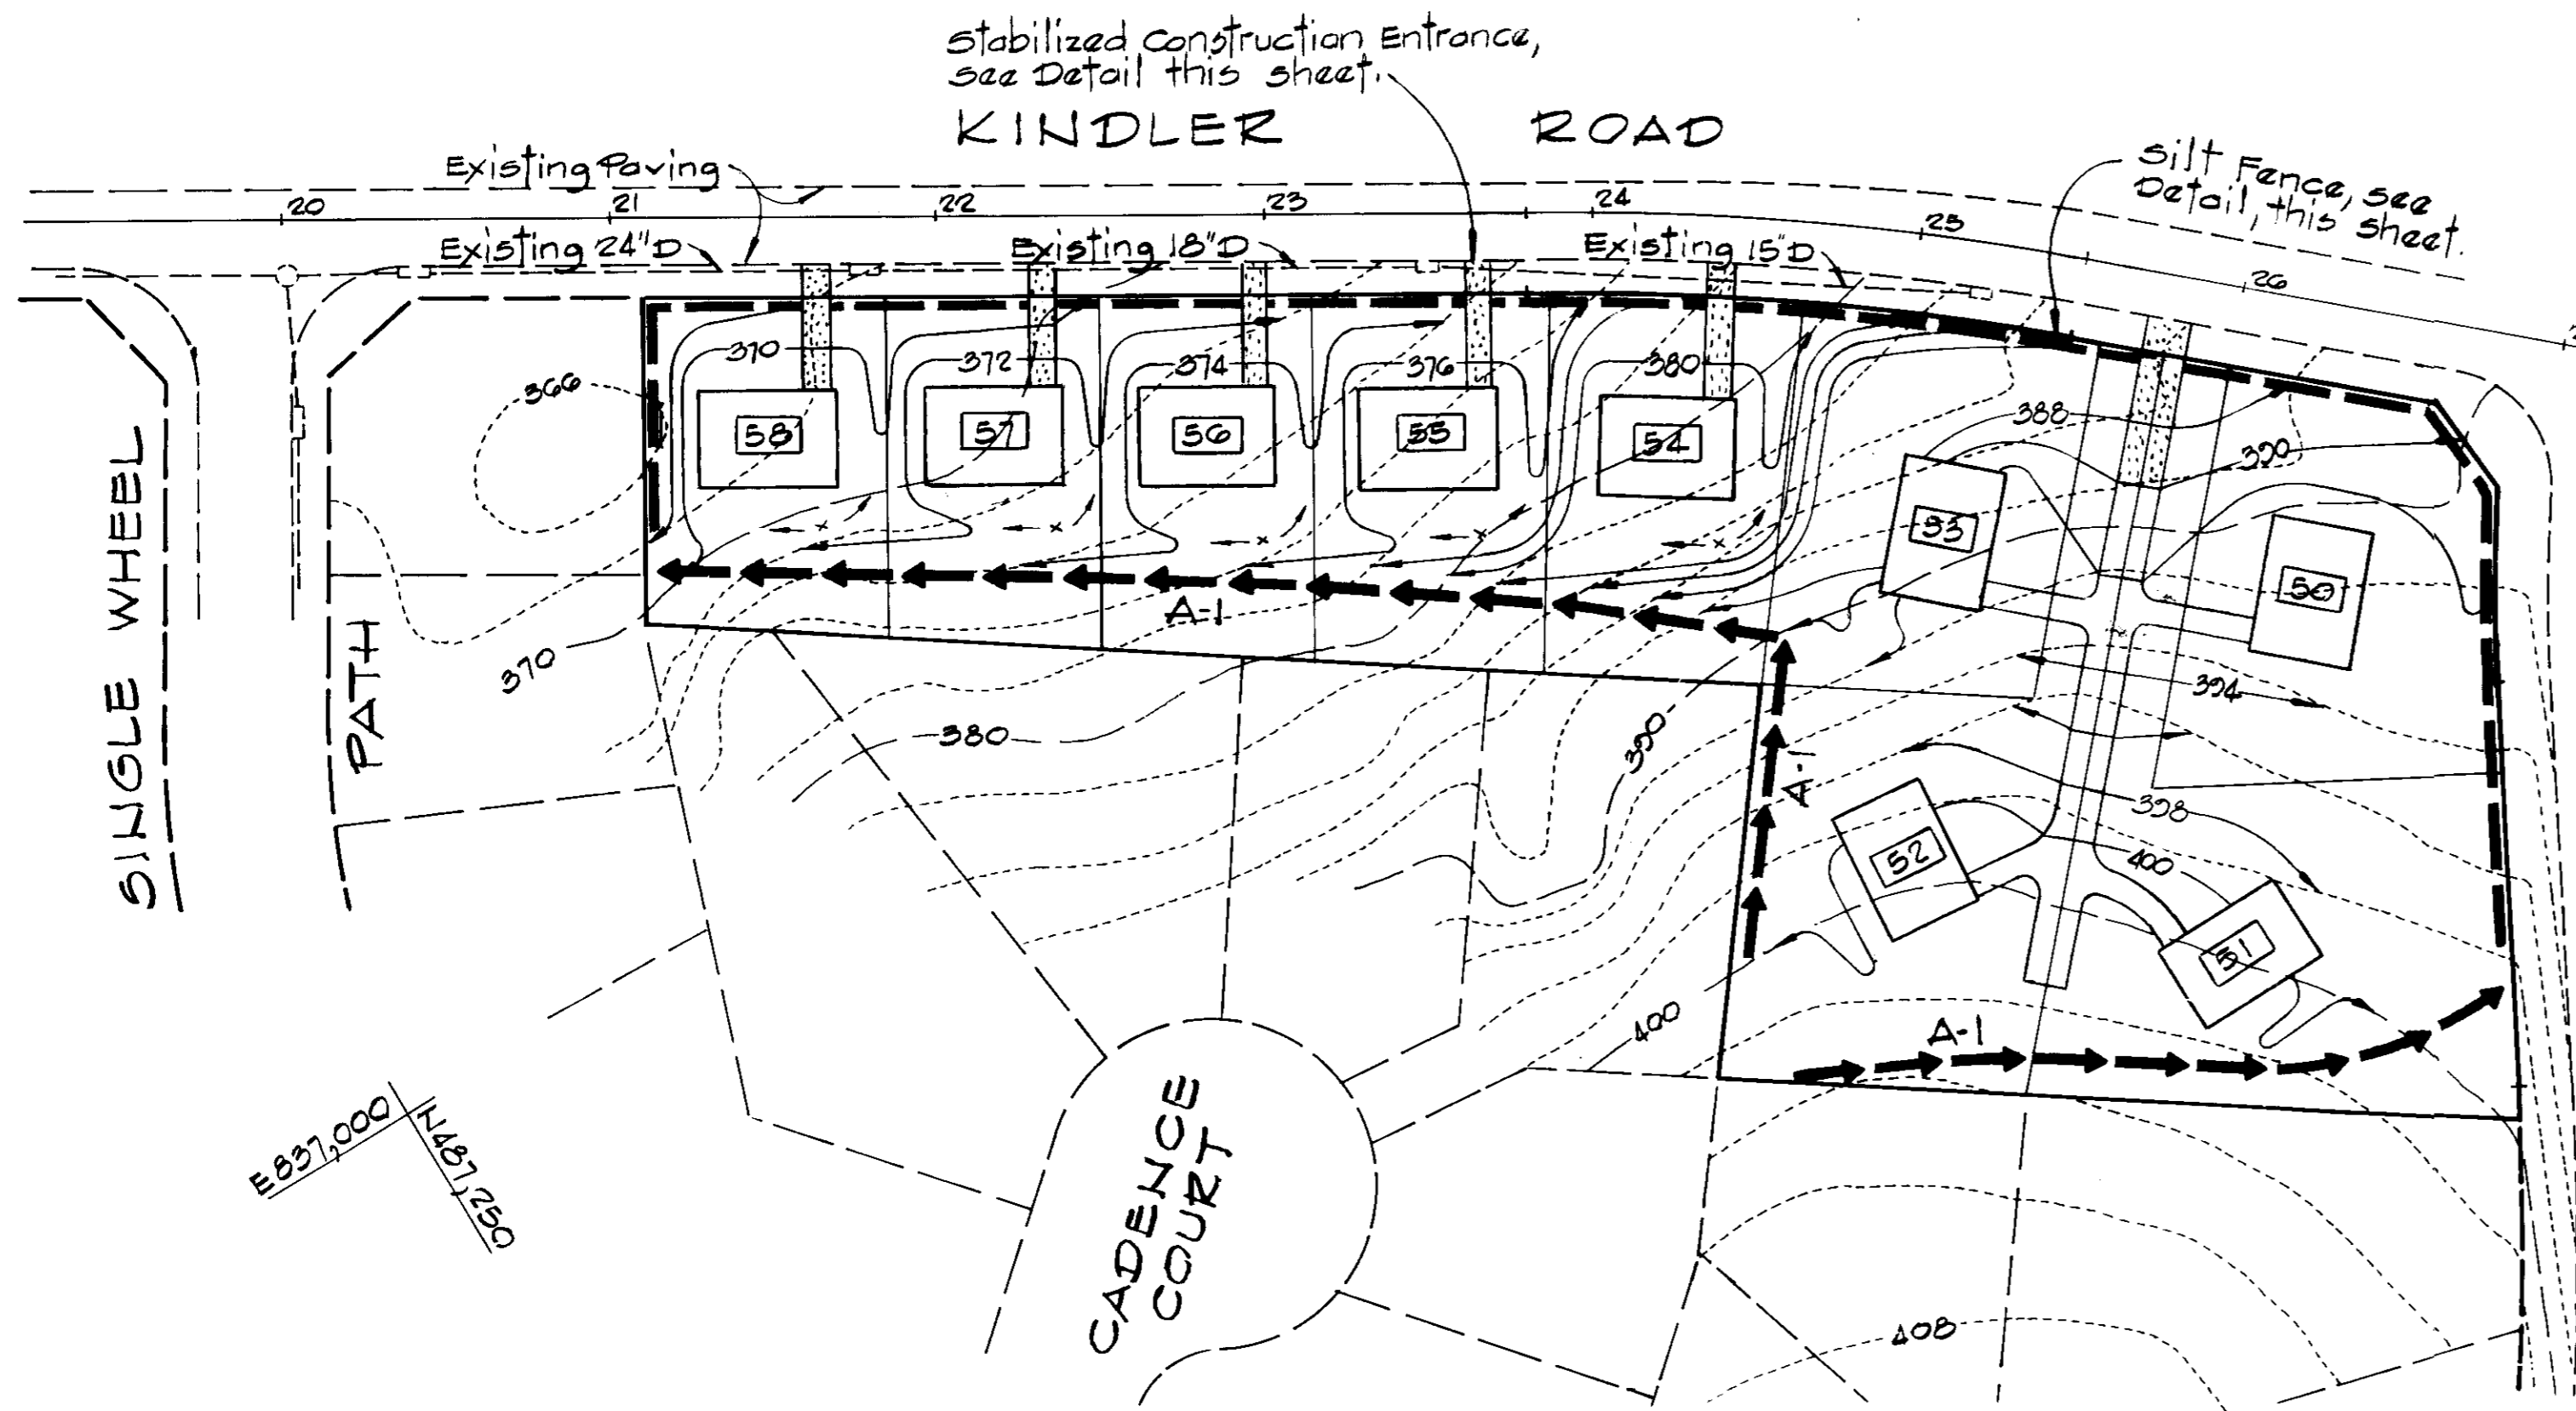 Stabilized Construction Entrance,
see Detail this sheet.
KINDLER ROAD
Silt Fence, see
Detail, this sheet.
Existing Paving
20
21
22
23
24
25
26
Existing 24"D
Existing 18"D
Existing 15"D
370
372
374
376
380
388
390
366
58
57
56
55
54
53
50
A-1
370
380
390
394
A-1
398
400
52
51
400
A-1
408
SINGLE WHEEL
PATH
CADENCE
COURT
E837,000
N487,250